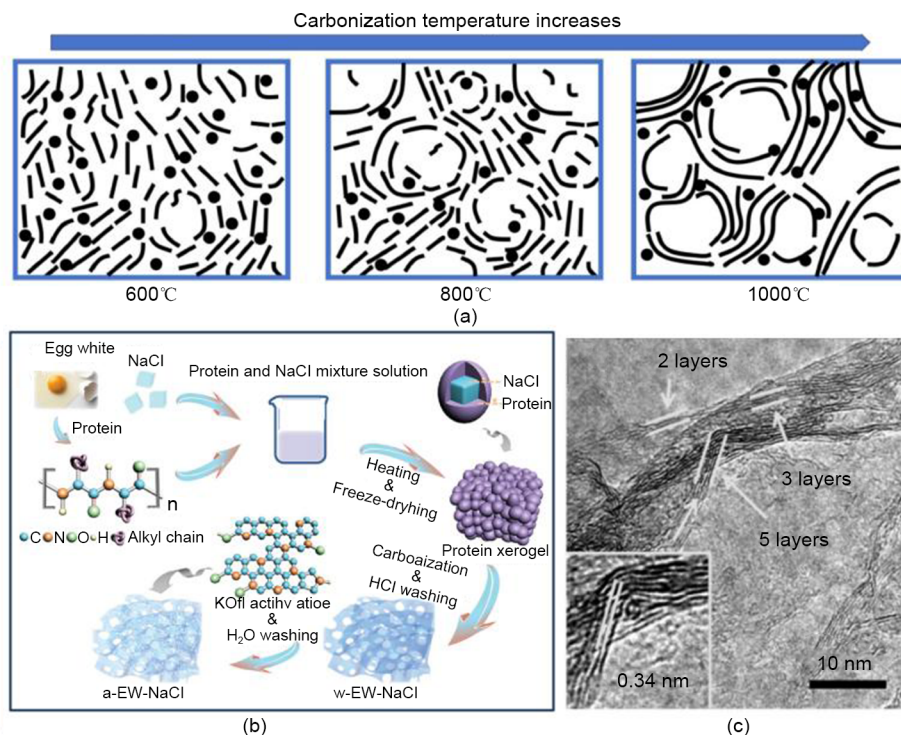 Carbonization temperature increases
600℃
800℃
1000℃
(a)
Egg white
NaCl
Protein and NaCl mixture solution
NaCl
Protein
Protein
Heating
&
Freeze-dryhing
n
C N O H Alkyl chain
Protein xerogel
Carboaization
&
HCl washing
KOfl actihv atioe
&
H₂O washing
a-EW-NaCl
w-EW-NaCl
(b)
2 layers
3 layers
5 layers
0.34 nm
10 nm
(c)